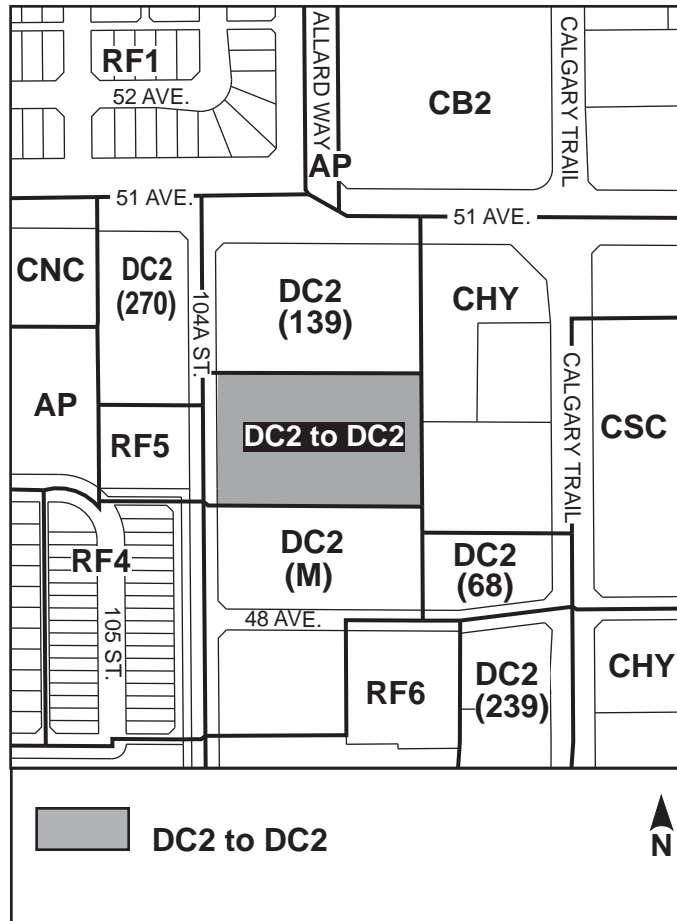 RF1
52 AVE.
ALLARD WAY
CB2
CALGARY TRAIL
AP
51 AVE.
51 AVE.
CNC
DC2
(270)
104A ST.
DC2
(139)
CHY
CALGARY TRAIL
AP
RF5
DC2 to DC2
CSC
RF4
105 ST.
DC2
(M)
DC2
(68)
48 AVE.
RF6
DC2
(239)
CHY
DC2 to DC2
N